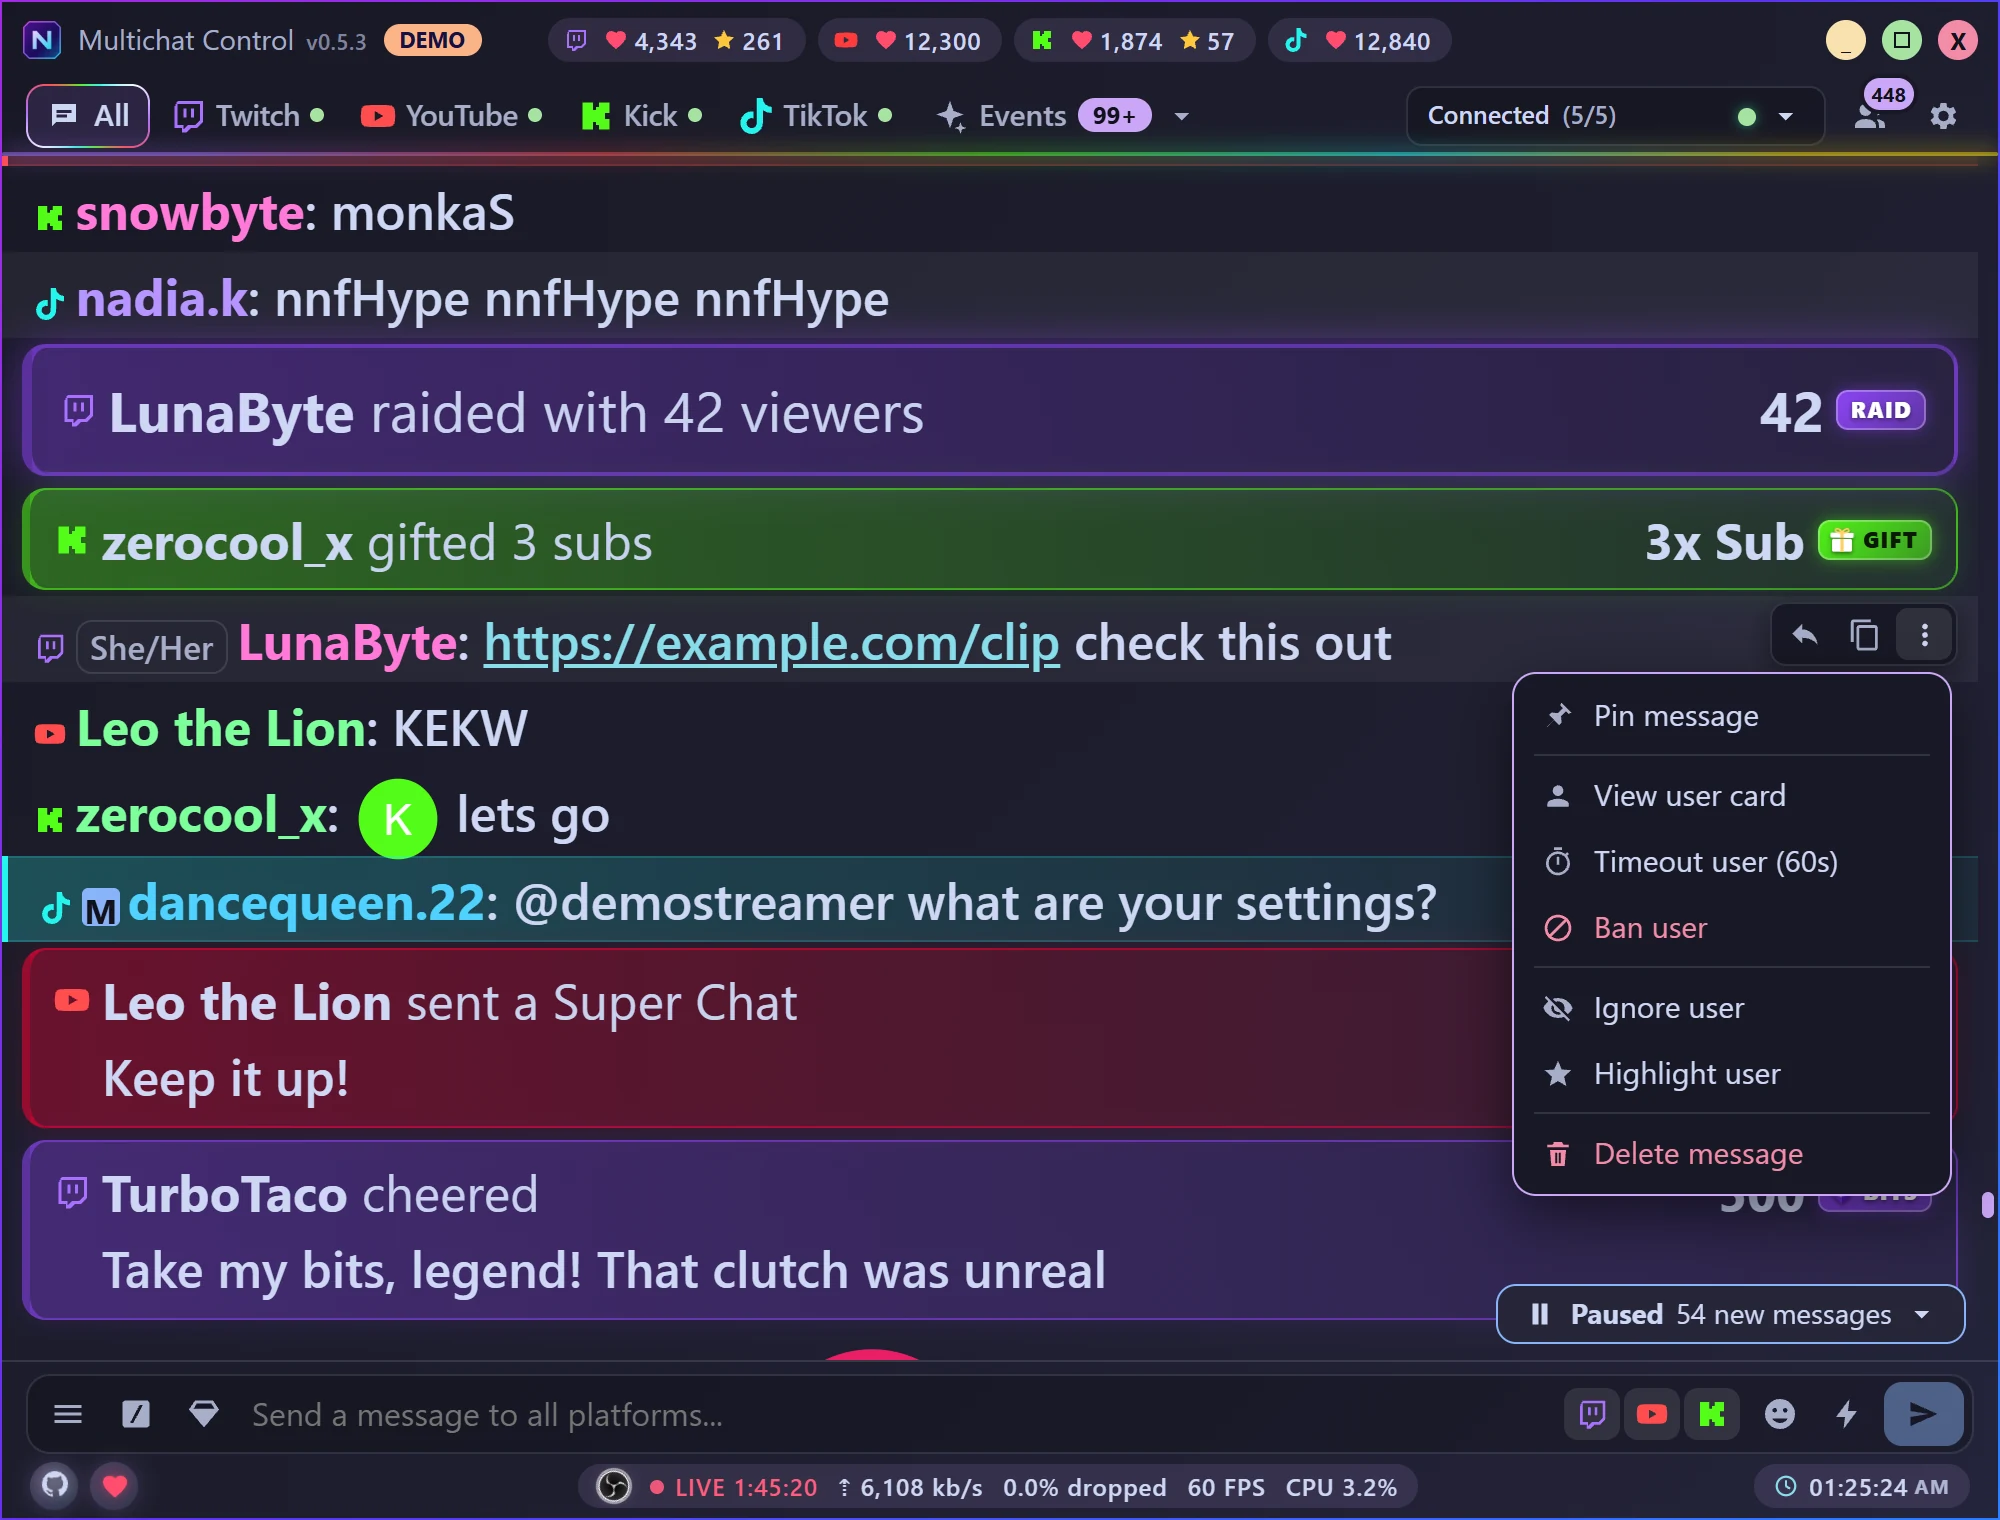 N Multichat Control v0.5.3 DEMO 4,343 261 12,300 1,874 57 12,840 _ X
All Twitch YouTube Kick TikTok Events 99+ Connected (5/5) 448
snowbyte: monkaS
nadia.k: nnfHype nnfHype nnfHype
LunaByte raided with 42 viewers 42 RAID
zerocool_x gifted 3 subs 3x Sub GIFT
She/Her LunaByte: https://example.com/clip check this out
Leo the Lion: KEKW
zerocool_x: K lets go
M dancequeen.22: @demostreamer what are your settings?
Leo the Lion sent a Super Chat
Keep it up!
TurboTaco cheered 500 BITS
Take my bits, legend! That clutch was unreal
Pin message
View user card
Timeout user (60s)
Ban user
Ignore user
Highlight user
Delete message
Paused 54 new messages
Send a message to all platforms...
LIVE 1:45:20 6,108 kb/s 0.0% dropped 60 FPS CPU 3.2% 01:25:24 AM